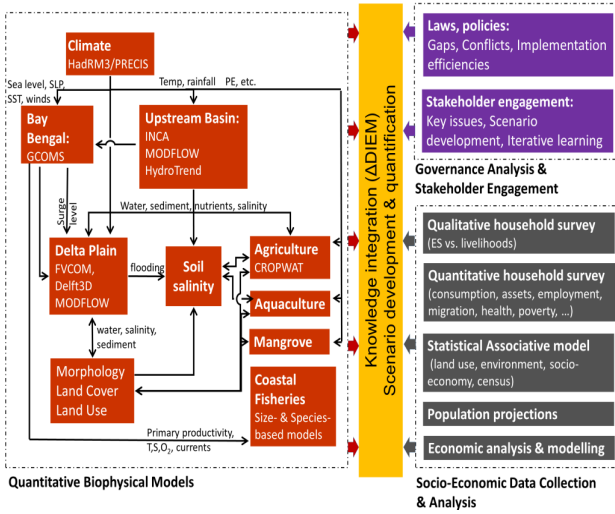 Climate
HadRM3/PRECIS
Sea level, SLP,
SST, winds
Temp, rainfall PE, etc.
Bay
Bengal:
GCOMS
Upstream Basin:
INCA
MODFLOW
HydroTrend
Surge
level
Water, sediment, nutrients, salinity
Delta Plain
FVCOM,
Delft3D
MODFLOW
flooding
Soil
salinity
Agriculture
CROPWAT
Aquaculture
Mangrove
water, salinity,
sediment
Morphology
Land Cover
Land Use
Coastal
Fisheries
Size- & Species-
based models
Primary productivity,
T,S,O₂, currents
Quantitative Biophysical Models
Knowledge integration (ΔDIEM)
Scenario development & quantification
Laws, policies:
Gaps, Conflicts, Implementation
efficiencies
Stakeholder engagement:
Key issues, Scenario
development, Iterative learning
Governance Analysis &
Stakeholder Engagement
Qualitative household survey
(ES vs. livelihoods)
Quantitative household survey
(consumption, assets, employment,
migration, health, poverty, ...)
Statistical Associative model
(land use, environment, socio-
economy, census)
Population projections
Economic analysis & modelling
Socio-Economic Data Collection
& Analysis